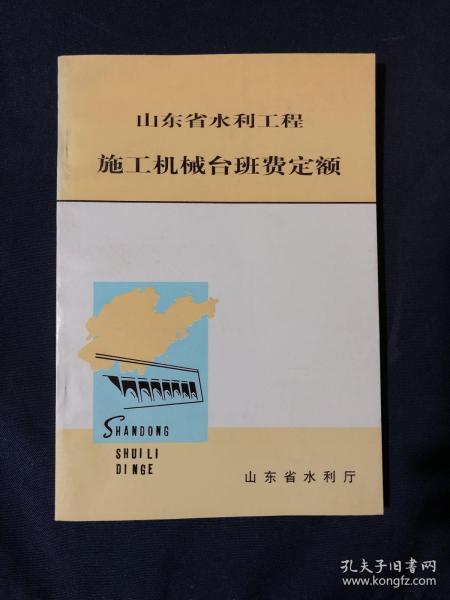 山东省水利工程
施工机械台班费定额
SHANDONG
SHUILI
DINGE
山东省水利厅
孔夫子旧书网
www.kongfz.com